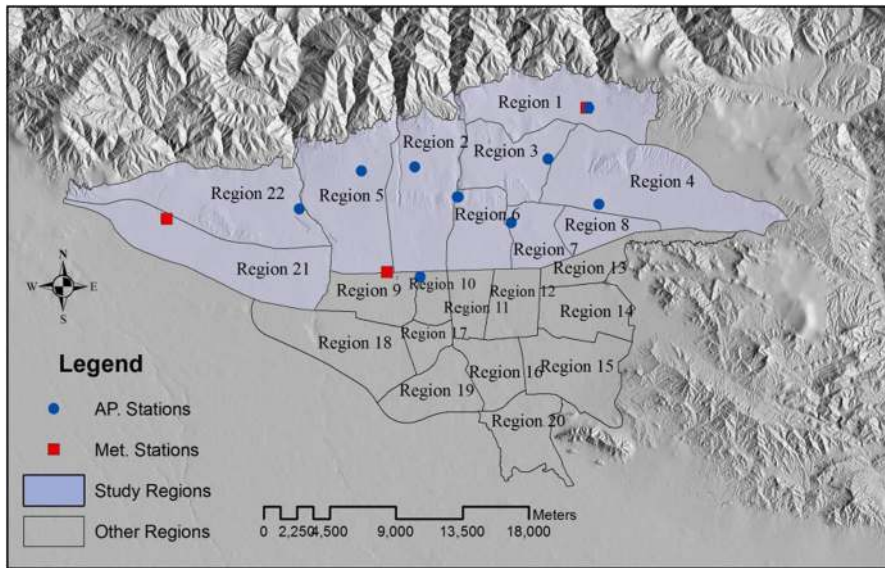 Region 1
Region 2
Region 3
Region 4
Region 22
Region 5
Region 6
Region 8
Region 7
Region 21
Region 13
Region 9
Region 10
Region 12
Region 11
Region 14
Region 17
Region 18
Region 16
Region 15
Region 19
Region 20
N
W E
S
Legend
AP. Stations
Met. Stations
Study Regions
Other Regions
Meters
0 2,250 4,500 9,000 13,500 18,000